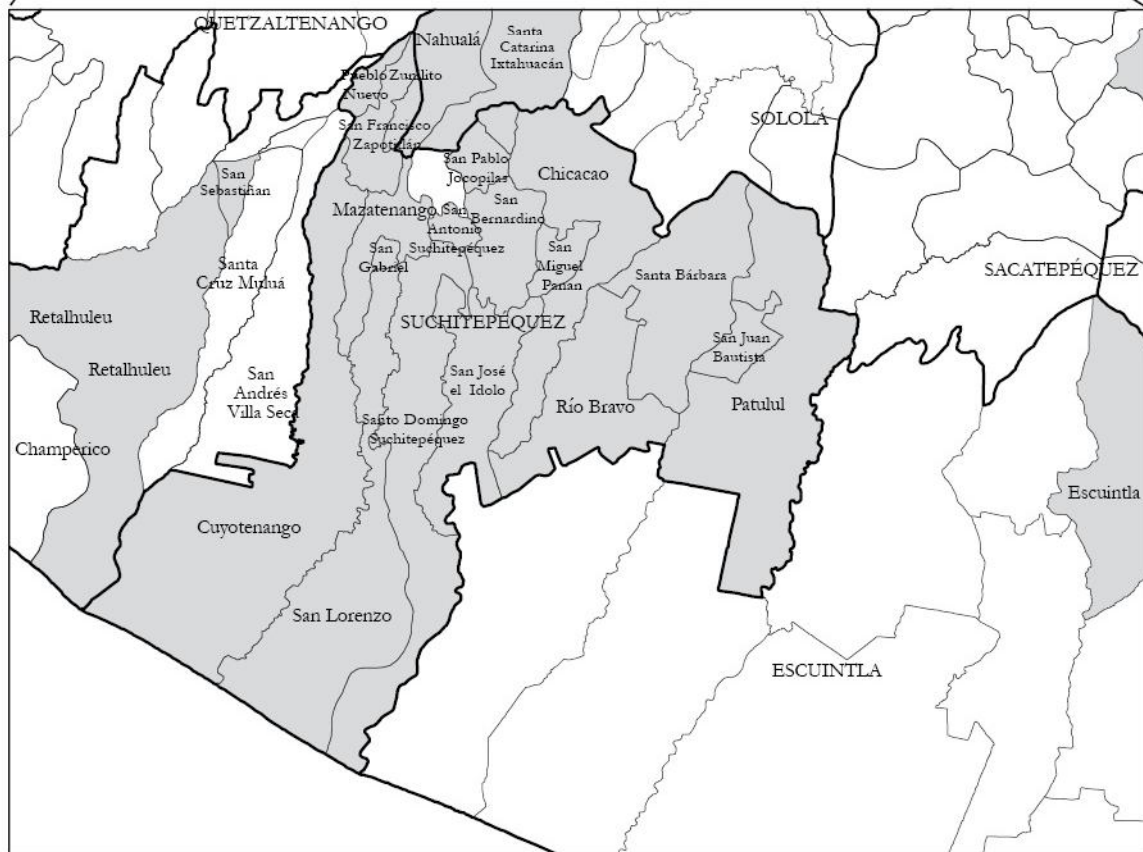 QUETZALTENANGO
Nahualá
Santa
Catarina
Ixtahuacán
Pueblo
Nuevo
Zunilito
San Francisco
Zapotitlán
SOLOLÁ
San
Sebastiñan
San Pablo
Jocopilas
Chicacao
Mazatenango
San
Antonio
Suchitepéquez
San
Bernardino
San
Gabriel
San
Miguel
Panan
Santa Bárbara
Santa
Cruz Muluá
SACATEPÉQUEZ
Retalhuleu
SUCHITEPÉQUEZ
San Juan
Bautista
Retalhuleu
San
Andrés
Villa Seca
San José
el Idolo
Río Bravo
Patulul
Santo Domingo
Suchitepéquez
Champerico
Escuintla
Cuyotenango
San Lorenzo
ESCUINTLA